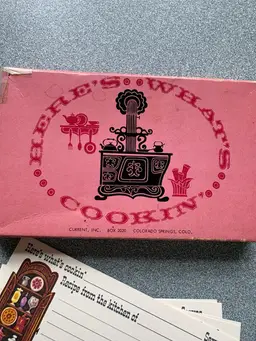 HERE'S • WHAT'S
COOKIN'
CURRENT, INC. BOX 2020 COLORADO SPRINGS, COLO.
Here's what's cookin'
Recipe from the kitchen of